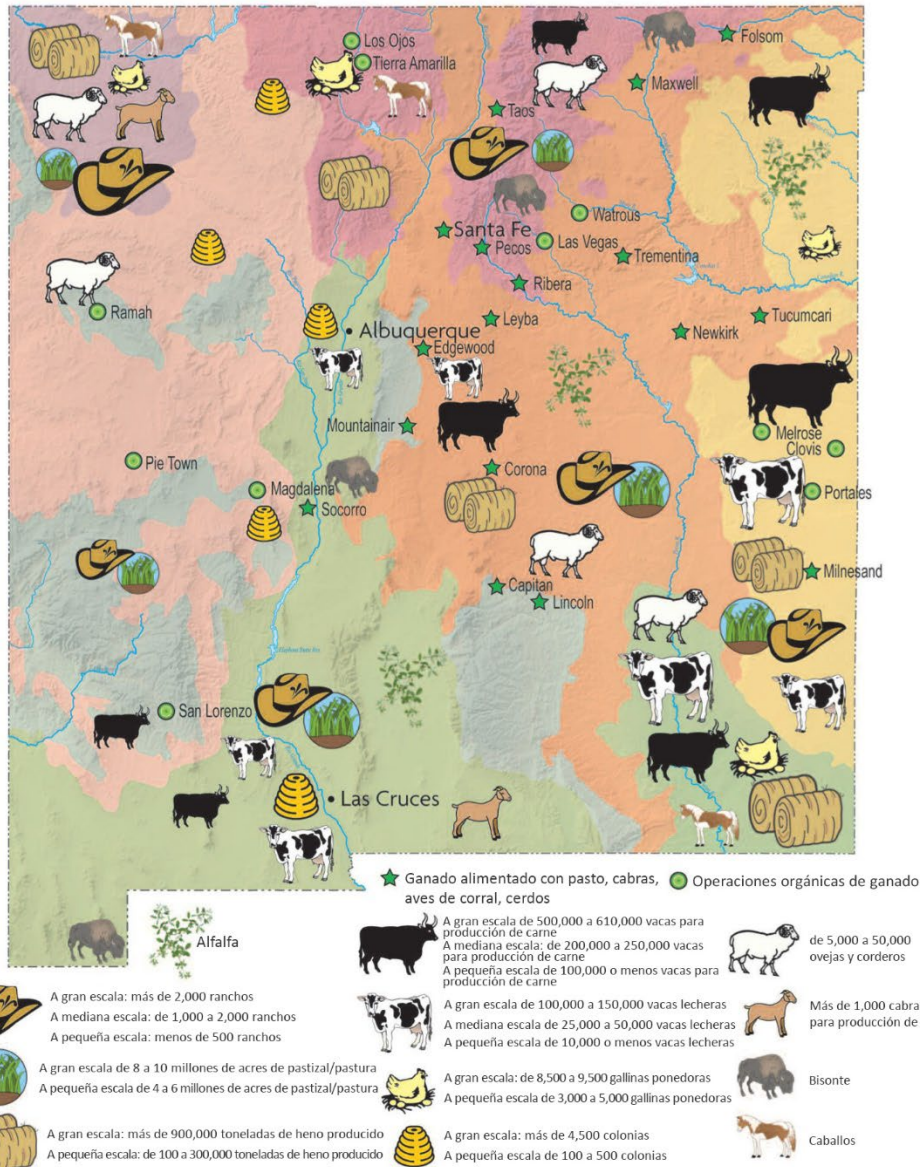 Los Ojos
Folsom
Tierra Amarilla
Maxwell
Taos
Watrous
Santa Fe
Las Vegas
Pecos
Trementina
Ribera
Ramah
Leyba
Tucumcari
Albuquerque
Newkirk
Edgewood
Mountainair
Melrose
Clovis
Pie Town
Corona
Magdalena
Portales
Socorro
Milnesand
Capitan
Lincoln
San Lorenzo
Las Cruces
Ganado alimentado con pasto, cabras,
aves de corral, cerdos
Operaciones orgánicas de ganado
Alfalfa
A gran escala de 500,000 a 610,000 vacas para
producción de carne
A mediana escala: de 200,000 a 250,000 vacas
para producción de carne
A pequeña escala de 100,000 o menos vacas para
producción de carne
de 5,000 a 50,000
ovejas y corderos
A gran escala: más de 2,000 ranchos
A mediana escala: de 1,000 a 2,000 ranchos
A pequeña escala: menos de 500 ranchos
A gran escala de 100,000 a 150,000 vacas lecheras
A mediana escala de 25,000 a 50,000 vacas lecheras
A pequeña escala de 10,000 o menos vacas lecheras
Más de 1,000 cabra
para producción de
A gran escala de 8 a 10 millones de acres de pastizal/pastura
A pequeña escala de 4 a 6 millones de acres de pastizal/pastura
A gran escala: de 8,500 a 9,500 gallinas ponedoras
A pequeña escala de 3,000 a 5,000 gallinas ponedoras
Bisonte
A gran escala: más de 900,000 toneladas de heno producido
A pequeña escala: de 100 a 300,000 toneladas de heno producido
A gran escala: más de 4,500 colonias
A pequeña escala de 100 a 500 colonias
Caballos